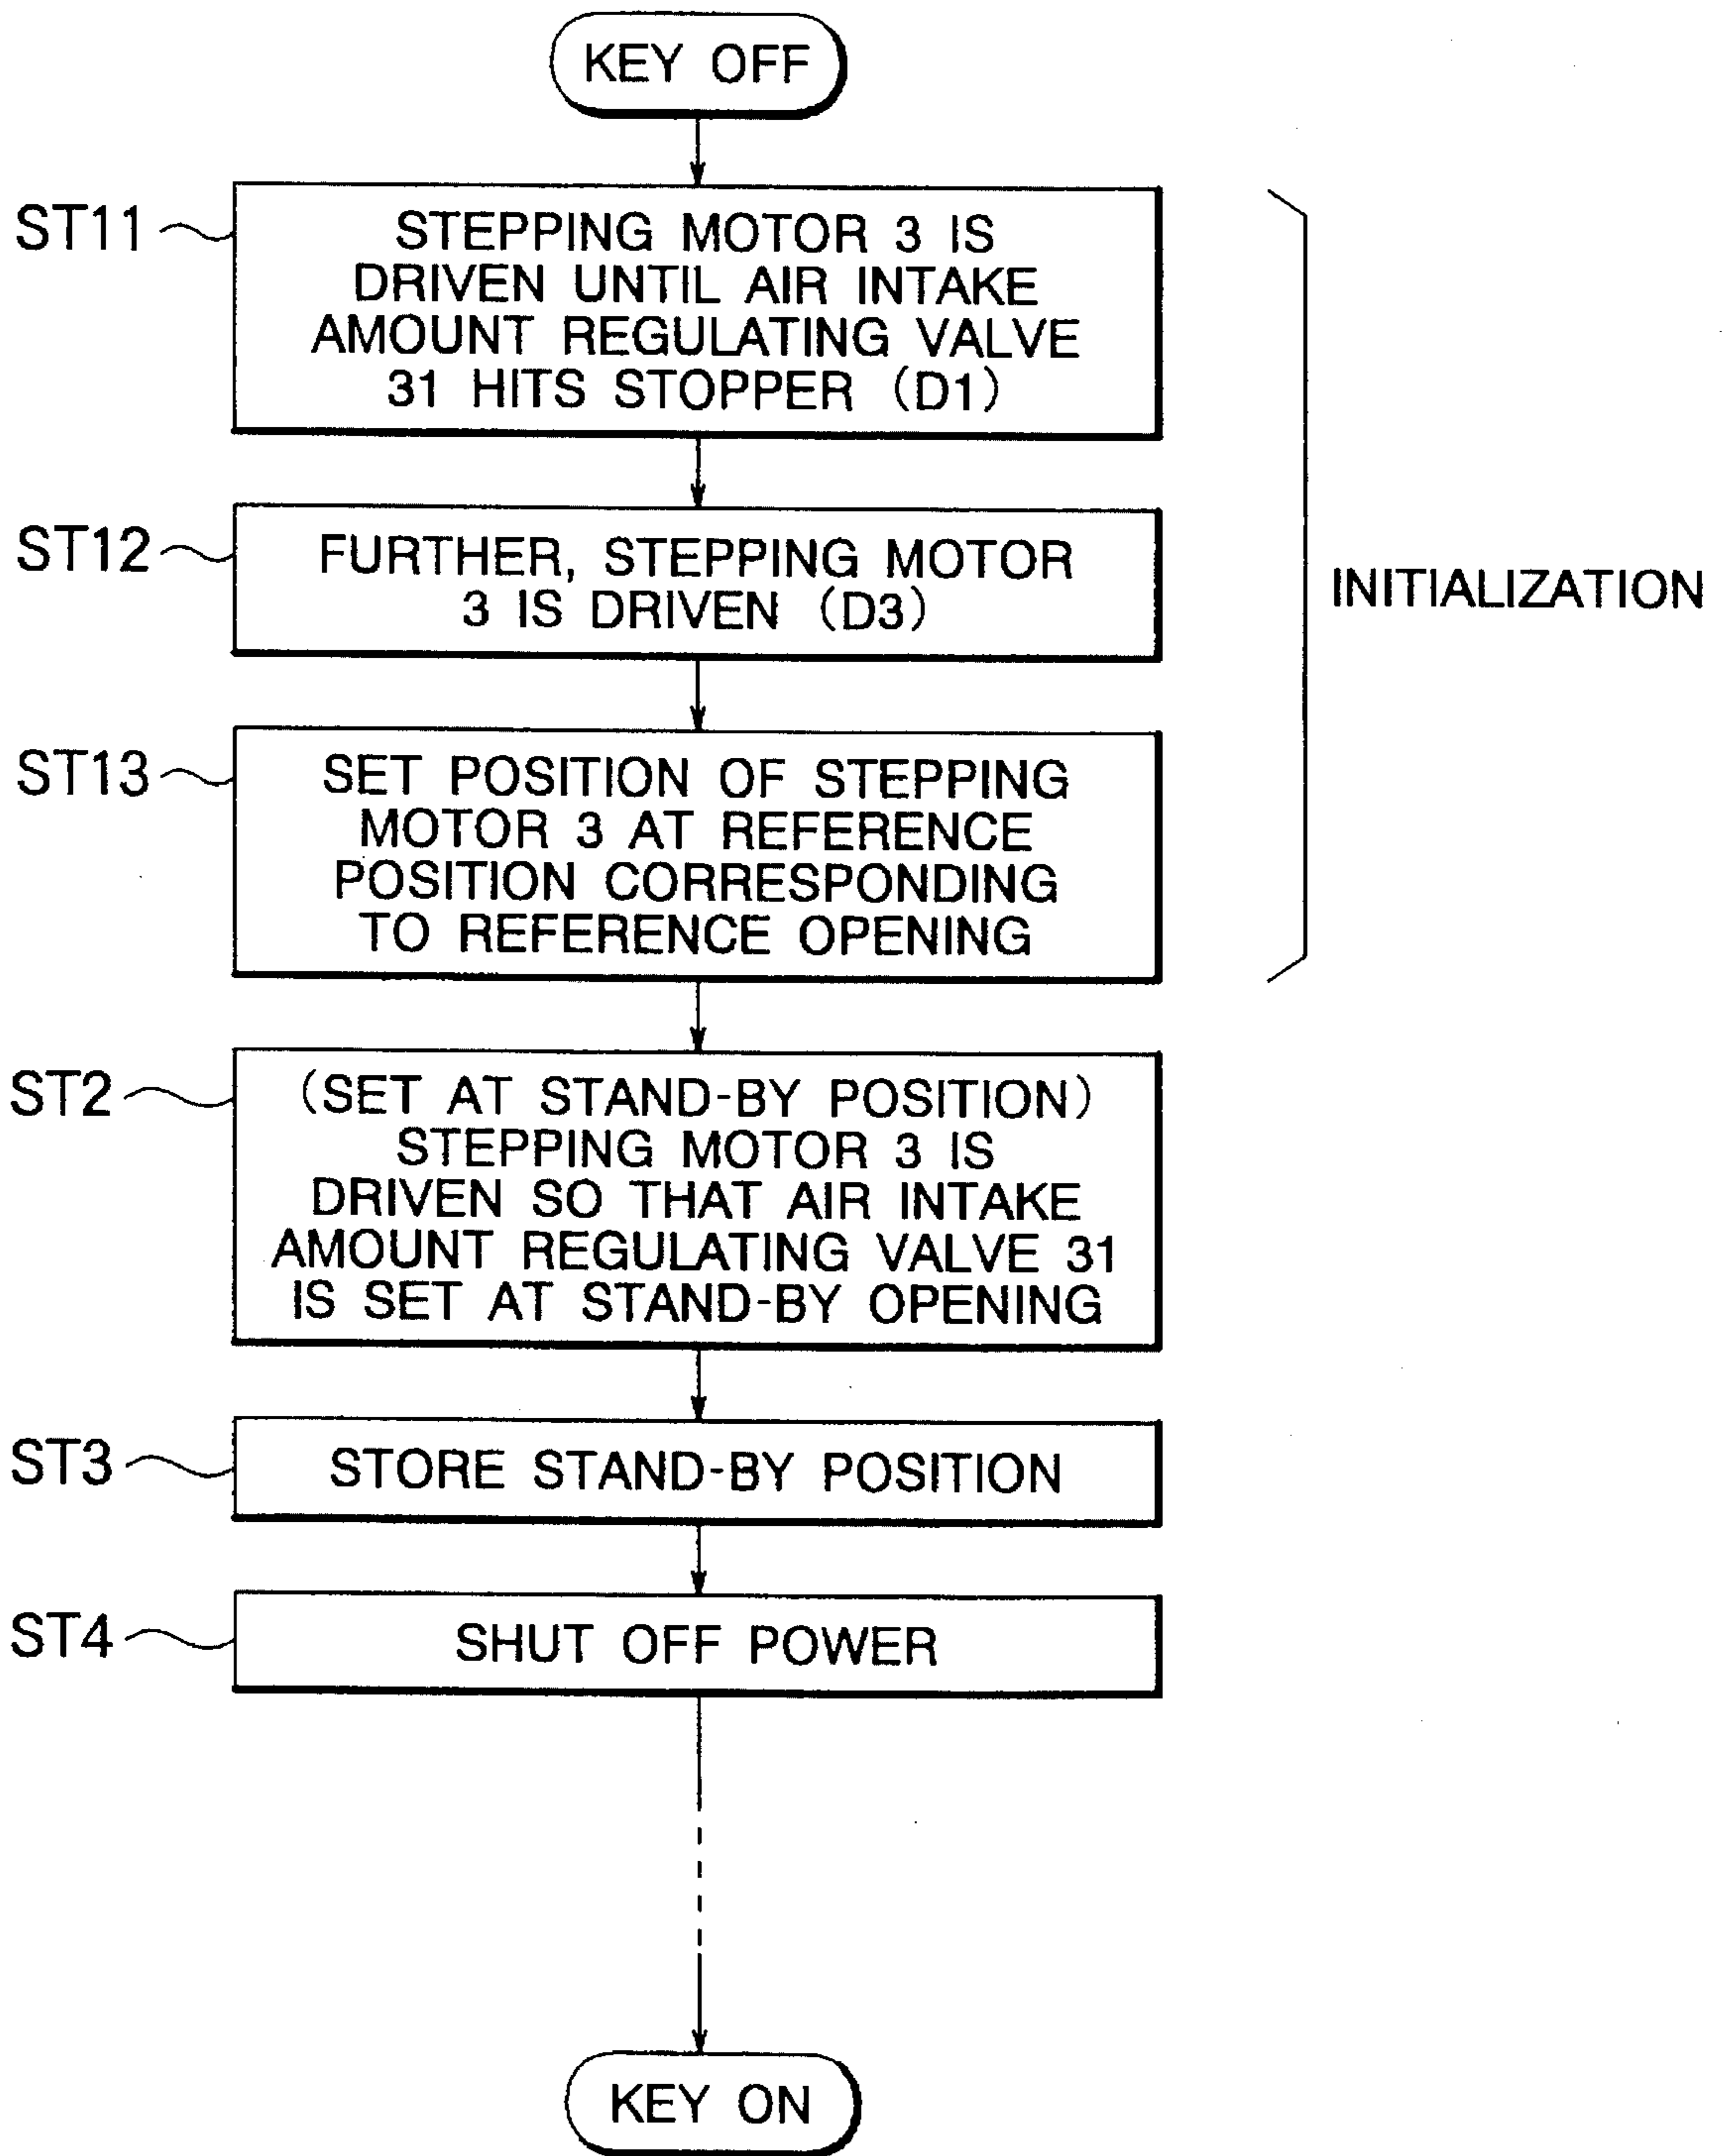 KEY OFF
ST11
STEPPING MOTOR 3 IS
DRIVEN UNTIL AIR INTAKE
AMOUNT REGULATING VALVE
31 HITS STOPPER (D1)
ST12
FURTHER, STEPPING MOTOR
3 IS DRIVEN (D3)
INITIALIZATION
ST13
SET POSITION OF STEPPING
MOTOR 3 AT REFERENCE
POSITION CORRESPONDING
TO REFERENCE OPENING
ST2
(SET AT STAND-BY POSITION)
STEPPING MOTOR 3 IS
DRIVEN SO THAT AIR INTAKE
AMOUNT REGULATING VALVE 31
IS SET AT STAND-BY OPENING
ST3
STORE STAND-BY POSITION
ST4
SHUT OFF POWER
KEY ON